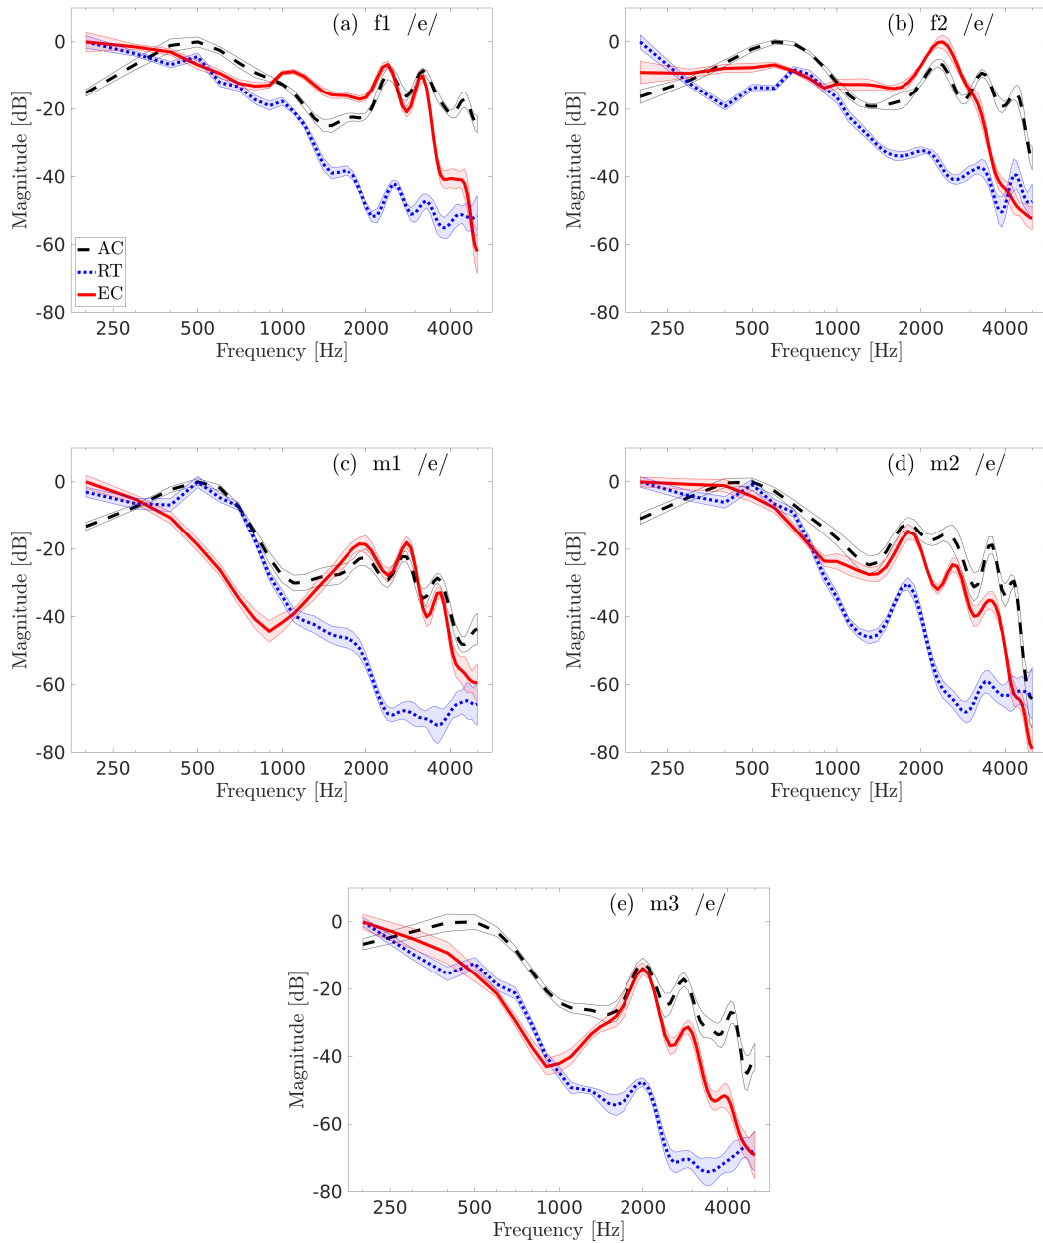 (a) f1 /e/
0
-20
-40
-60
-80
Magnitude [dB]
AC
RT
EC
250 500 1000 2000 4000
Frequency [Hz]
(b) f2 /e/
0
-20
-40
-60
-80
Magnitude [dB]
250 500 1000 2000 4000
Frequency [Hz]
(c) m1 /e/
0
-20
-40
-60
-80
Magnitude [dB]
250 500 1000 2000 4000
Frequency [Hz]
(d) m2 /e/
0
-20
-40
-60
-80
Magnitude [dB]
250 500 1000 2000 4000
Frequency [Hz]
(e) m3 /e/
0
-20
-40
-60
-80
Magnitude [dB]
250 500 1000 2000 4000
Frequency [Hz]